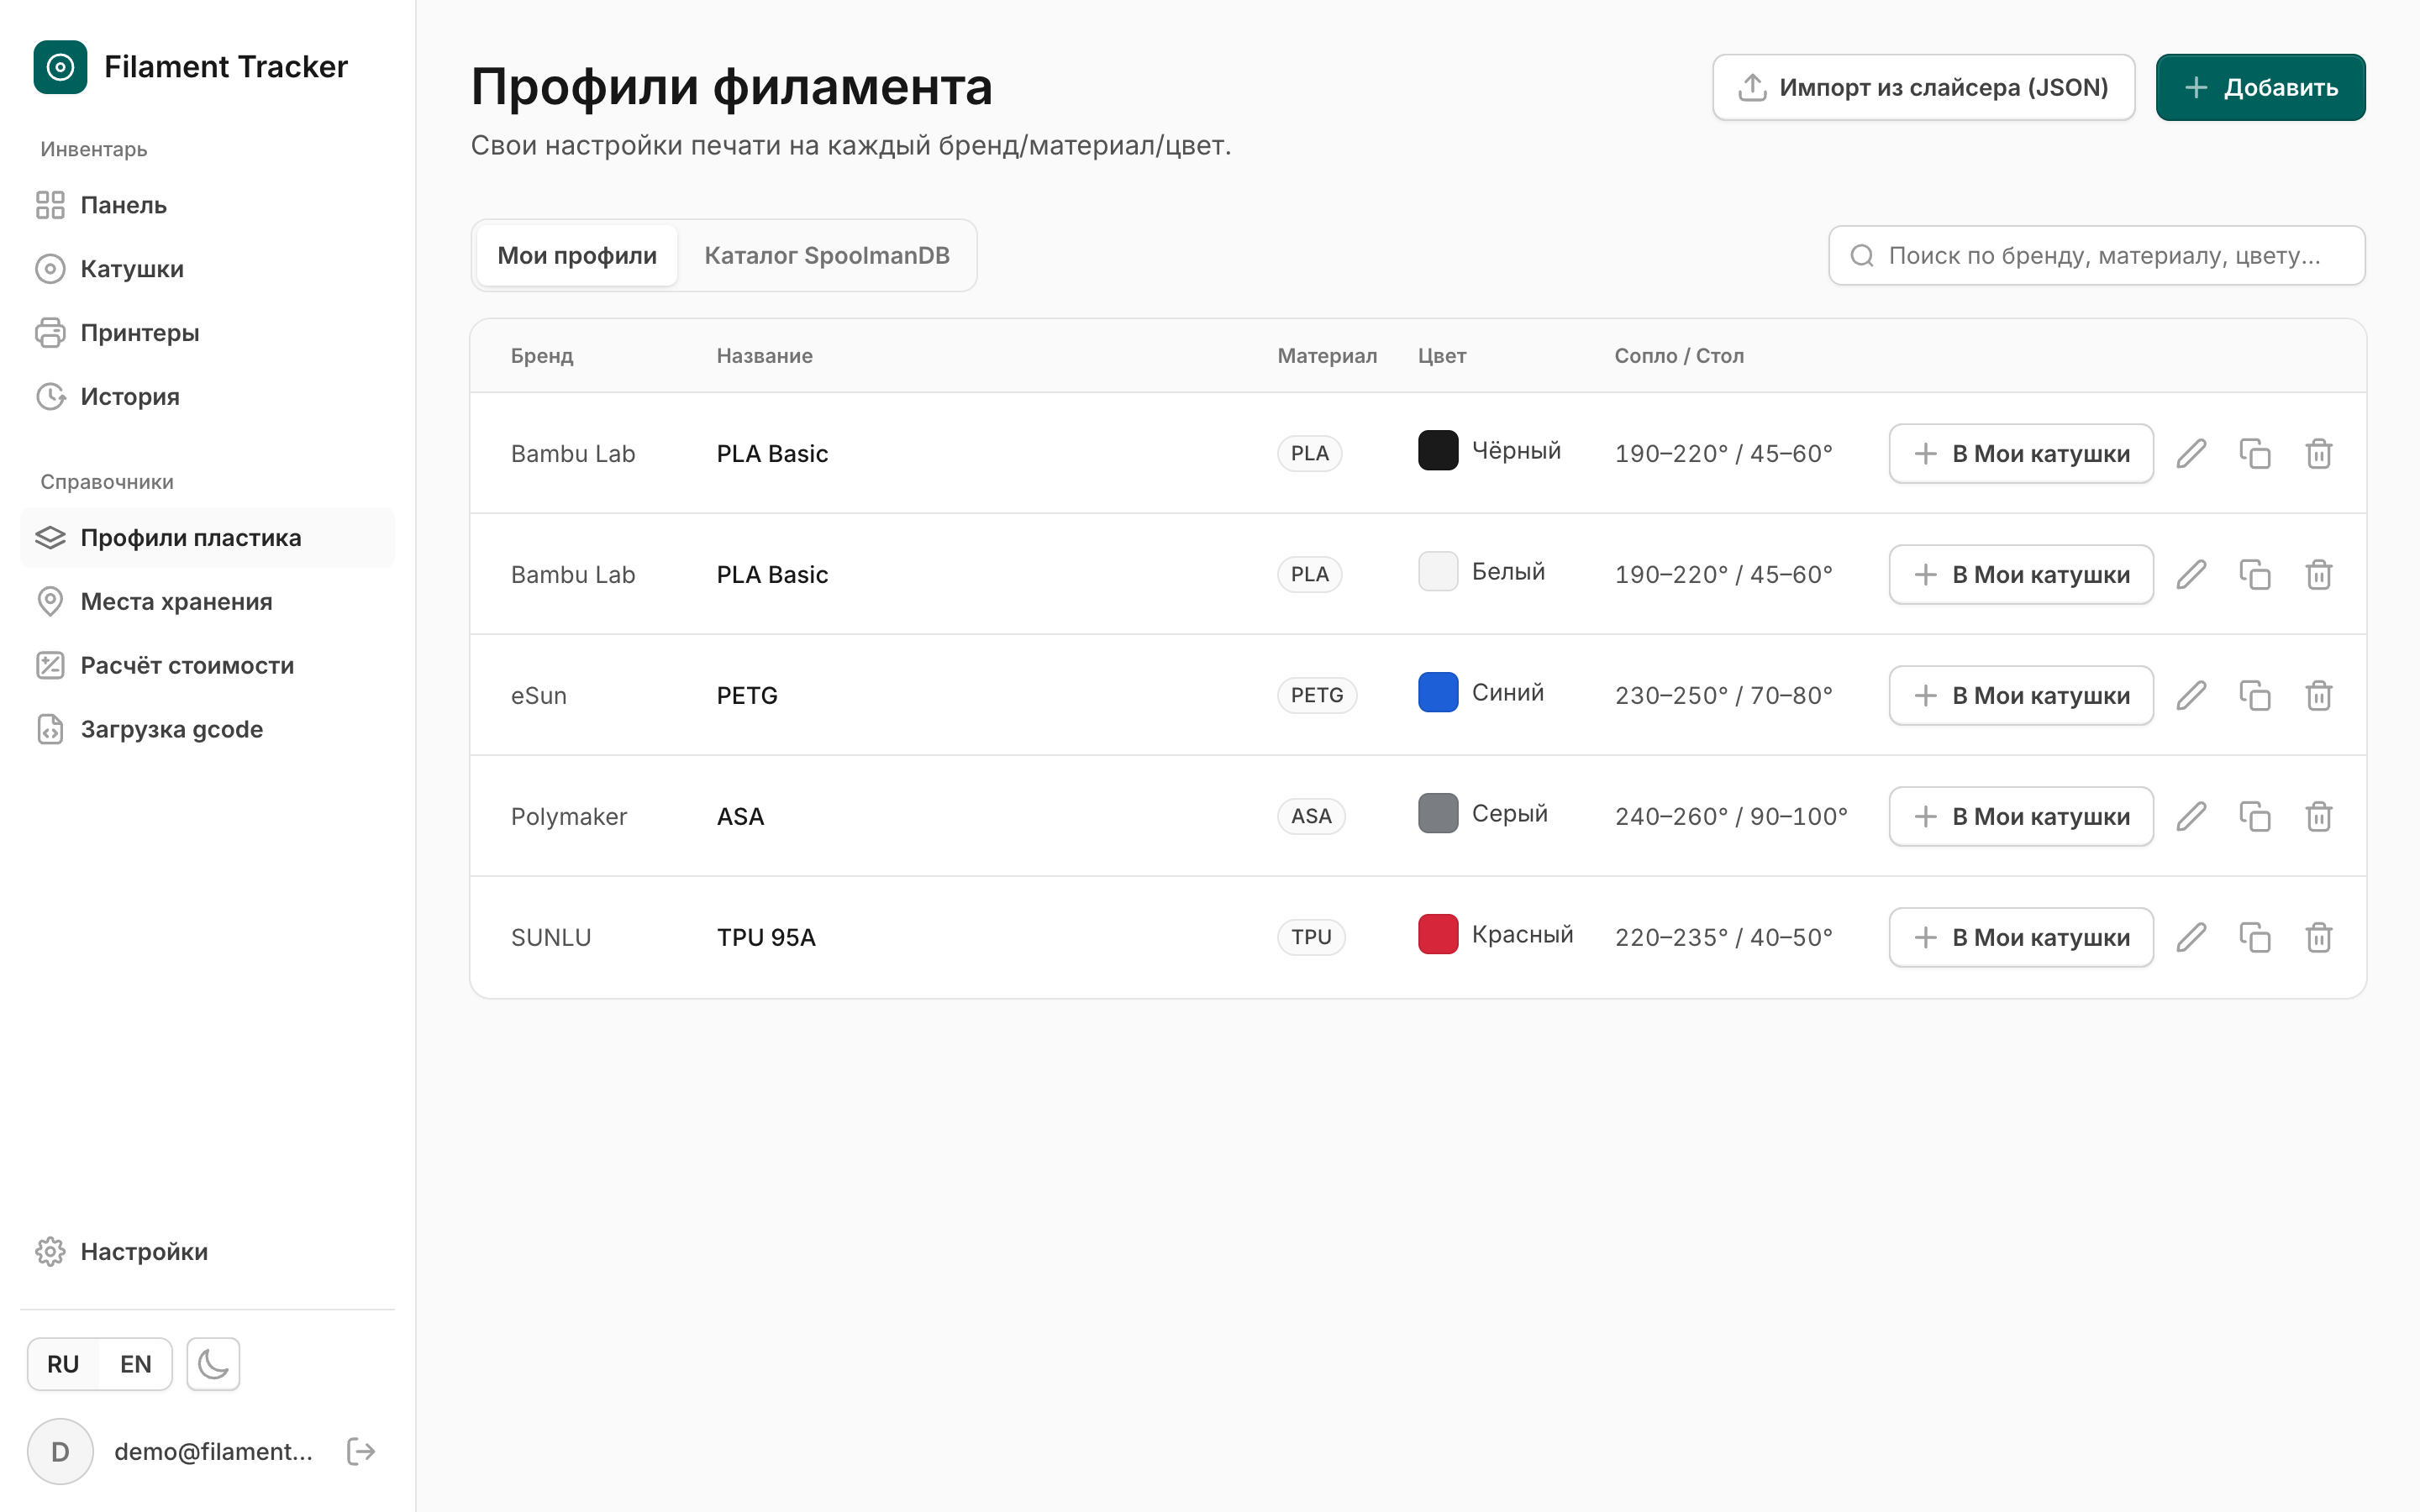 Filament Tracker
Инвентарь
Панель
Катушки
Принтеры
История
Справочники
Профили пластика
Места хранения
Расчёт стоимости
Загрузка gcode
Настройки
RU EN
D demo@filament...
Профили филамента
Свои настройки печати на каждый бренд/материал/цвет.
Импорт из слайсера (JSON)
Добавить
Мои профили Каталог SpoolmanDB
Поиск по бренду, материалу, цвету...
Бренд Название Материал Цвет Сопло / Стол
Bambu Lab PLA Basic PLA Чёрный 190–220° / 45–60° В Мои катушки
Bambu Lab PLA Basic PLA Белый 190–220° / 45–60° В Мои катушки
eSun PETG PETG Синий 230–250° / 70–80° В Мои катушки
Polymaker ASA ASA Серый 240–260° / 90–100° В Мои катушки
SUNLU TPU 95A TPU Красный 220–235° / 40–50° В Мои катушки